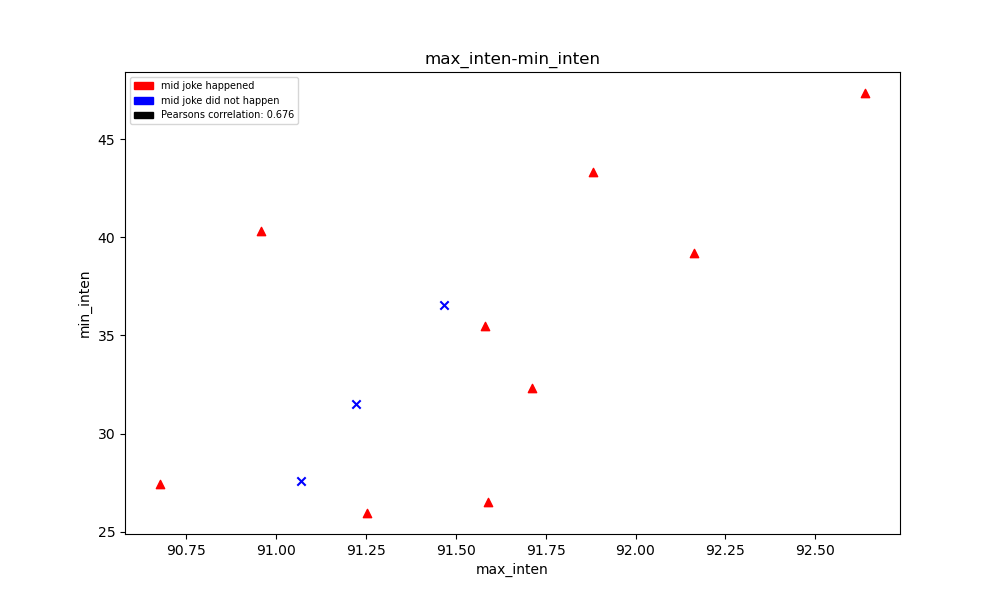 max_inten-min_inten
mid joke happened
mid joke did not happen
Pearsons correlation: 0.676
45
40
35
30
25
min_inten
90.75 91.00 91.25 91.50 91.75 92.00 92.25 92.50
max_inten